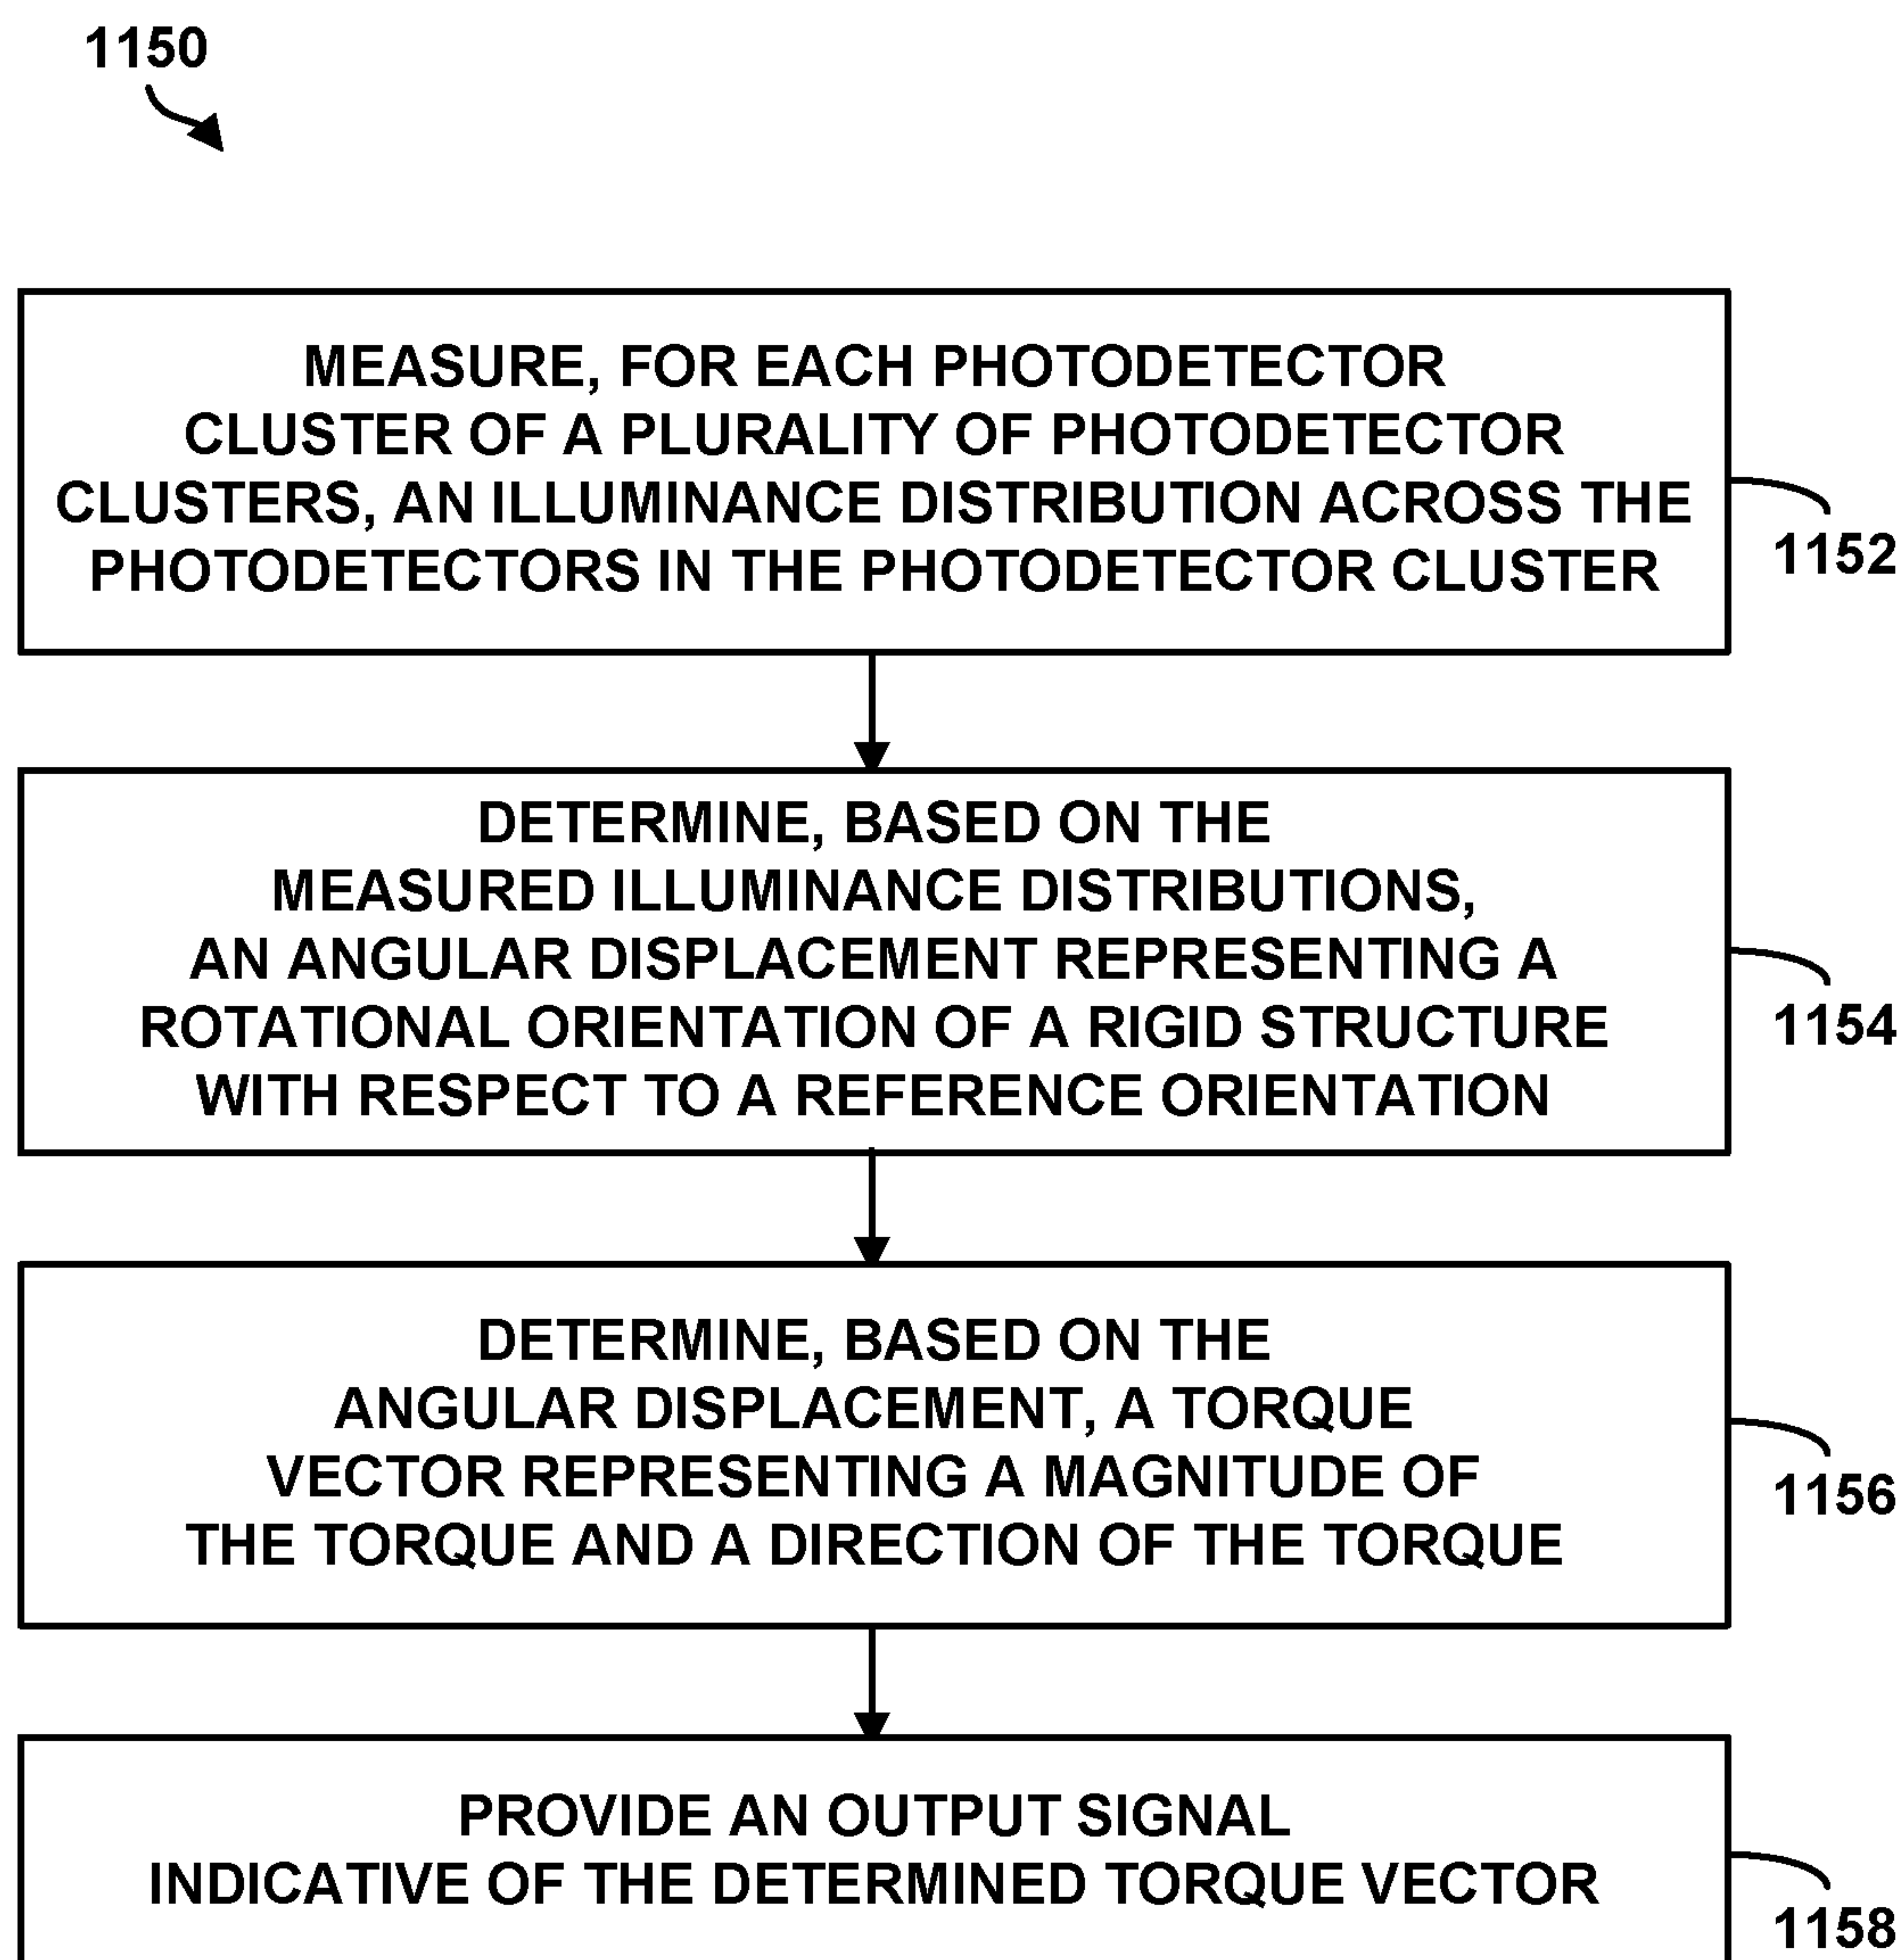 1150
MEASURE, FOR EACH PHOTODETECTOR
CLUSTER OF A PLURALITY OF PHOTODETECTOR
CLUSTERS, AN ILLUMINANCE DISTRIBUTION ACROSS THE
PHOTODETECTORS IN THE PHOTODETECTOR CLUSTER
1152
DETERMINE, BASED ON THE
MEASURED ILLUMINANCE DISTRIBUTIONS,
AN ANGULAR DISPLACEMENT REPRESENTING A
ROTATIONAL ORIENTATION OF A RIGID STRUCTURE
WITH RESPECT TO A REFERENCE ORIENTATION
1154
DETERMINE, BASED ON THE
ANGULAR DISPLACEMENT, A TORQUE
VECTOR REPRESENTING A MAGNITUDE OF
THE TORQUE AND A DIRECTION OF THE TORQUE
1156
PROVIDE AN OUTPUT SIGNAL
INDICATIVE OF THE DETERMINED TORQUE VECTOR
1158